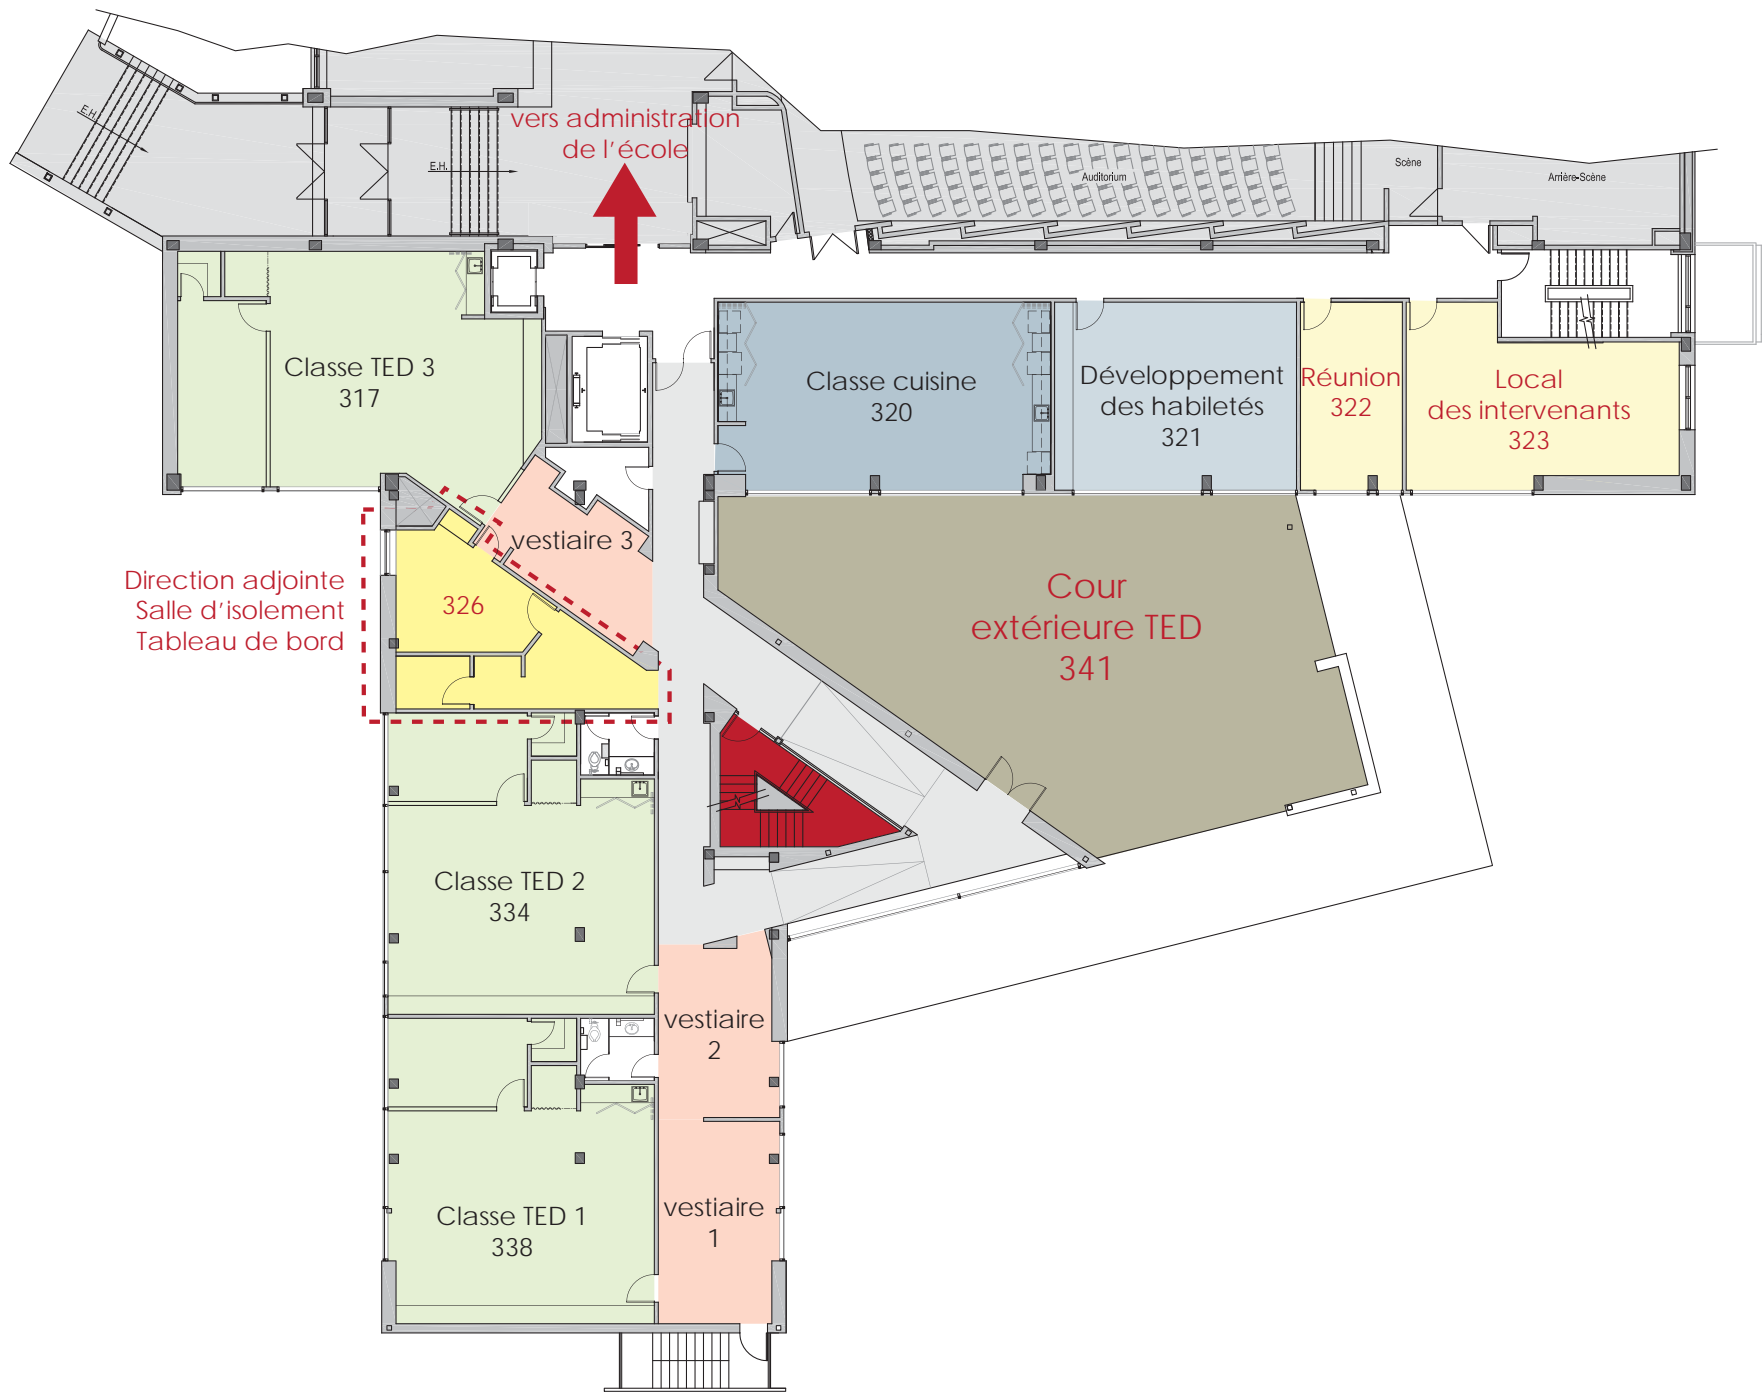 E.H.
vers administration
de l'école
E.H.
Auditorium
Scène
Arrière-Scène
Classe TED 3
317
Classe cuisine
320
Développement
des habiletés
321
Réunion
322
Local
des intervenants
323
vestiaire 3
Direction adjointe
Salle d'isolement
Tableau de bord
326
Cour
extérieure TED
341
Classe TED 2
334
vestiaire
2
Classe TED 1
338
vestiaire
1